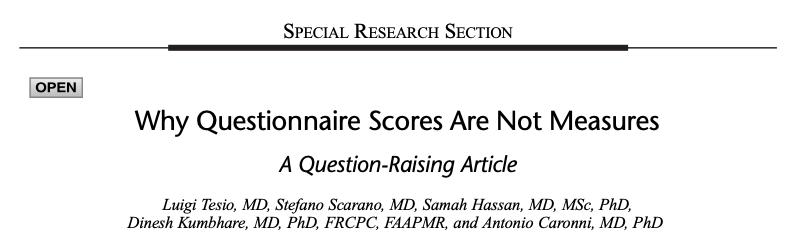 SPECIAL RESEARCH SECTION
OPEN
Why Questionnaire Scores Are Not Measures
A Question-Raising Article
Luigi Tesio, MD, Stefano Scarano, MD, Samah Hassan, MD, MSc, PhD,
Dinesh Kumbhare, MD, PhD, FRCPC, FAAPMR, and Antonio Caronni, MD, PhD